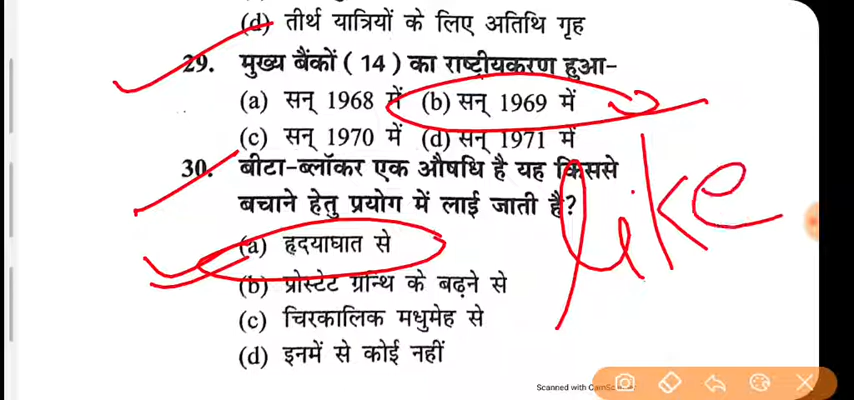 (d) तीर्थ यात्रियों के लिए अतिथि गृह
29. मुख्य बैंकों ( 14 ) का राष्ट्रीयकरण हुआ-
(a) सन् 1968 में (b) सन् 1969 में
(c) सन् 1970 में (d) सन् 1971 में
30. बीटा-ब्लॉकर एक औषधि है यह किससे
बचाने हेतु प्रयोग में लाई जाती है?
(a) हृदयाघात से
(b) प्रोस्टेट ग्रन्थि के बढ़ने से
(c) चिरकालिक मधुमेह से
(d) इनमें से कोई नहीं
like
Scanned with